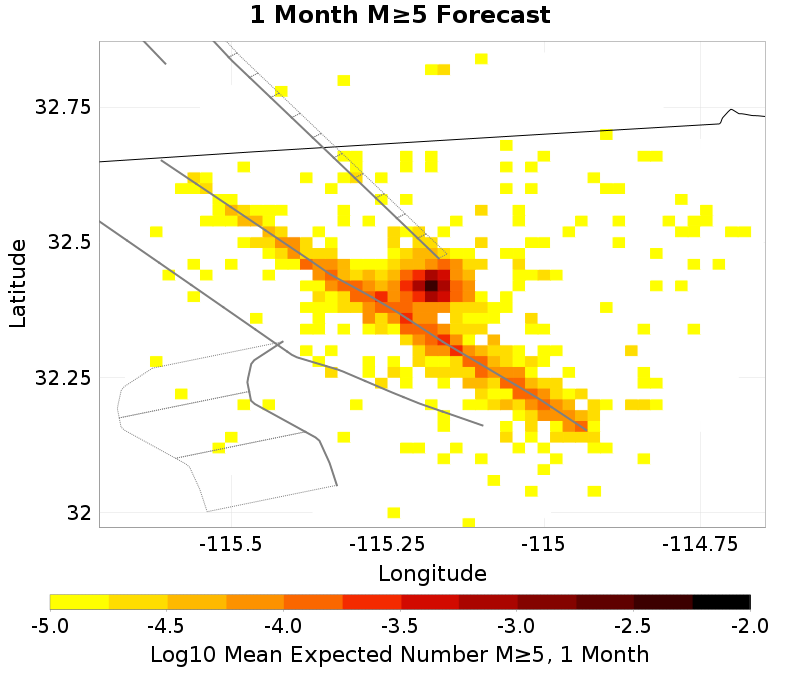 1 Month M≥5 Forecast
Latitude
32.75
32.5
32.25
32
-115.5 -115.25 -115 -114.75
Longitude
-5.0 -4.5 -4.0 -3.5 -3.0 -2.5 -2.0
Log10 Mean Expected Number M≥5, 1 Month